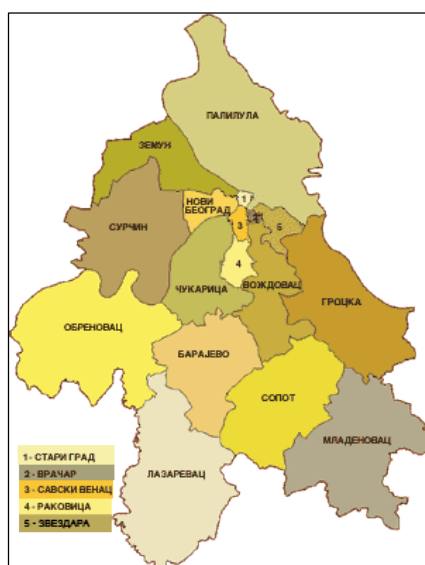 ПАЛИЛУЛА
ЗЕМУН
НОВИ
БЕОГРАД
1
2
3
5
СУРЧИН
4
ЧУКАРИЦА
ВОЖДОВАЦ
ГРОЦКА
ОБРЕНОВАЦ
БАРАЈЕВО
СОПОТ
МЛАДЕНОВАЦ
ЛАЗАРЕВАЦ
1 - СТАРИ ГРАД
2 - ВРАЧАР
3 - САВСКИ ВЕНАЦ
4 - РАКОВИЦА
5 - ЗВЕЗДАРА